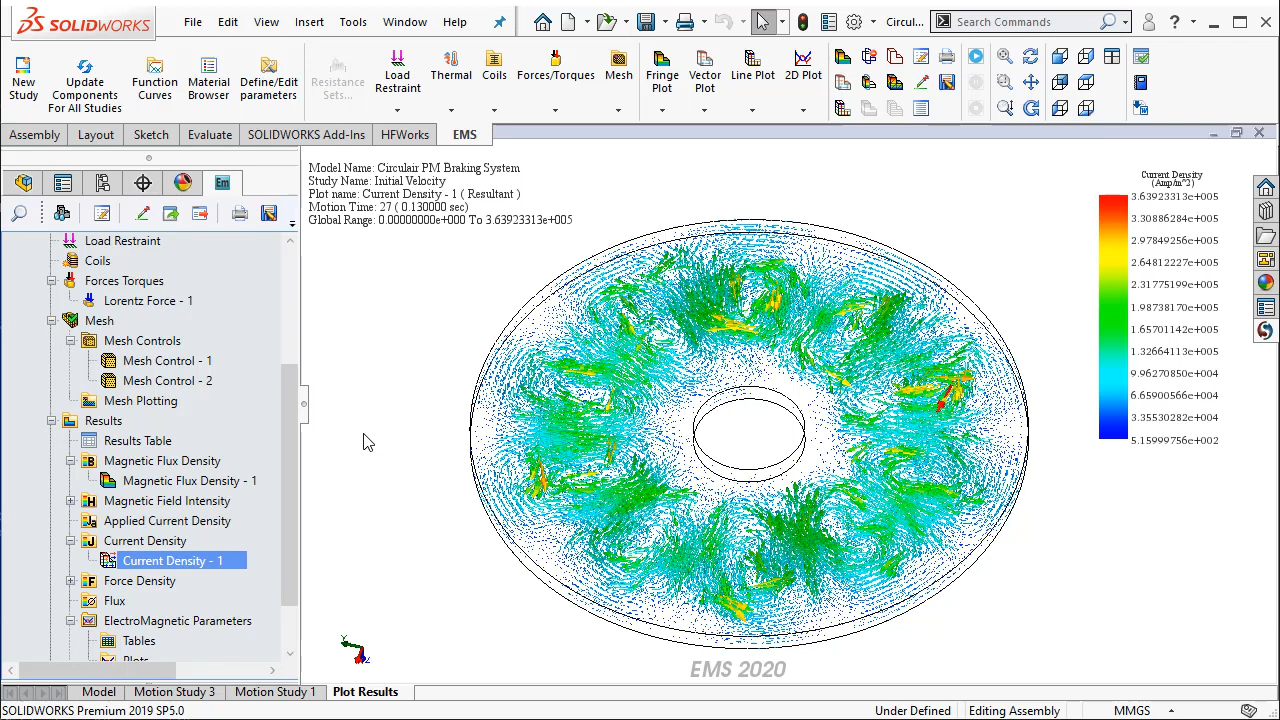 SOLIDWORKS
File Edit View Insert Tools Window Help
Circul...
Search Commands
?
New Study
Update Components For All Studies
Function Curves
Material Browser
Define/Edit parameters
Resistance Sets...
Load Restraint
Thermal
Coils
Forces/Torques
Mesh
Fringe Plot
Vector Plot
Line Plot
2D Plot
Assembly Layout Sketch Evaluate SOLIDWORKS Add-Ins HFWorks EMS
Em
Load Restraint
Coils
Forces Torques
Lorentz Force - 1
Mesh
Mesh Controls
Mesh Control - 1
Mesh Control - 2
Mesh Plotting
Results
Results Table
Magnetic Flux Density
Magnetic Flux Density - 1
Magnetic Field Intensity
Applied Current Density
Current Density
Current Density - 1
Force Density
Flux
ElectroMagnetic Parameters
Tables
Plots
Model Name: Circulair PM Braking System
Study Name: Initial Velocity
Plot name: Current Density - 1 ( Resultant )
Motion Time: 27 ( 0.130000 sec)
Global Range: 0.00000000e+000 To 3.63923313e+005
Current Density
(Amp/m^2)
3.63923313e+005
3.30886284e+005
2.97849256e+005
2.64812227e+005
2.31775199e+005
1.98738170e+005
1.65701142e+005
1.32664113e+005
9.96270850e+004
6.65900566e+004
3.35530282e+004
5.15999756e+002
EMS 2020
Model Motion Study 3 Motion Study 1 Plot Results
SOLIDWORKS Premium 2019 SP5.0
Under Defined Editing Assembly MMGS